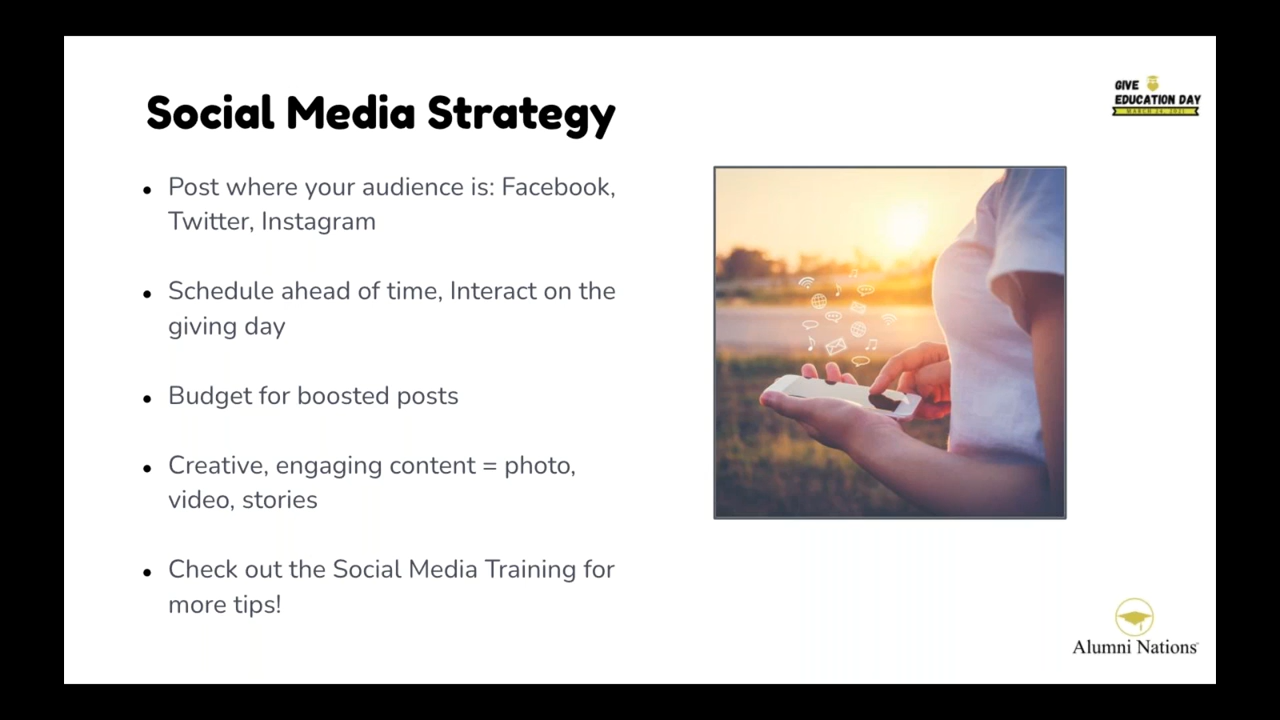 Social Media Strategy
GIVE
EDUCATION DAY
• Post where your audience is: Facebook,
Twitter, Instagram
• Schedule ahead of time, Interact on the
giving day
• Budget for boosted posts
• Creative, engaging content = photo,
video, stories
• Check out the Social Media Training for
more tips!
Alumni Nations